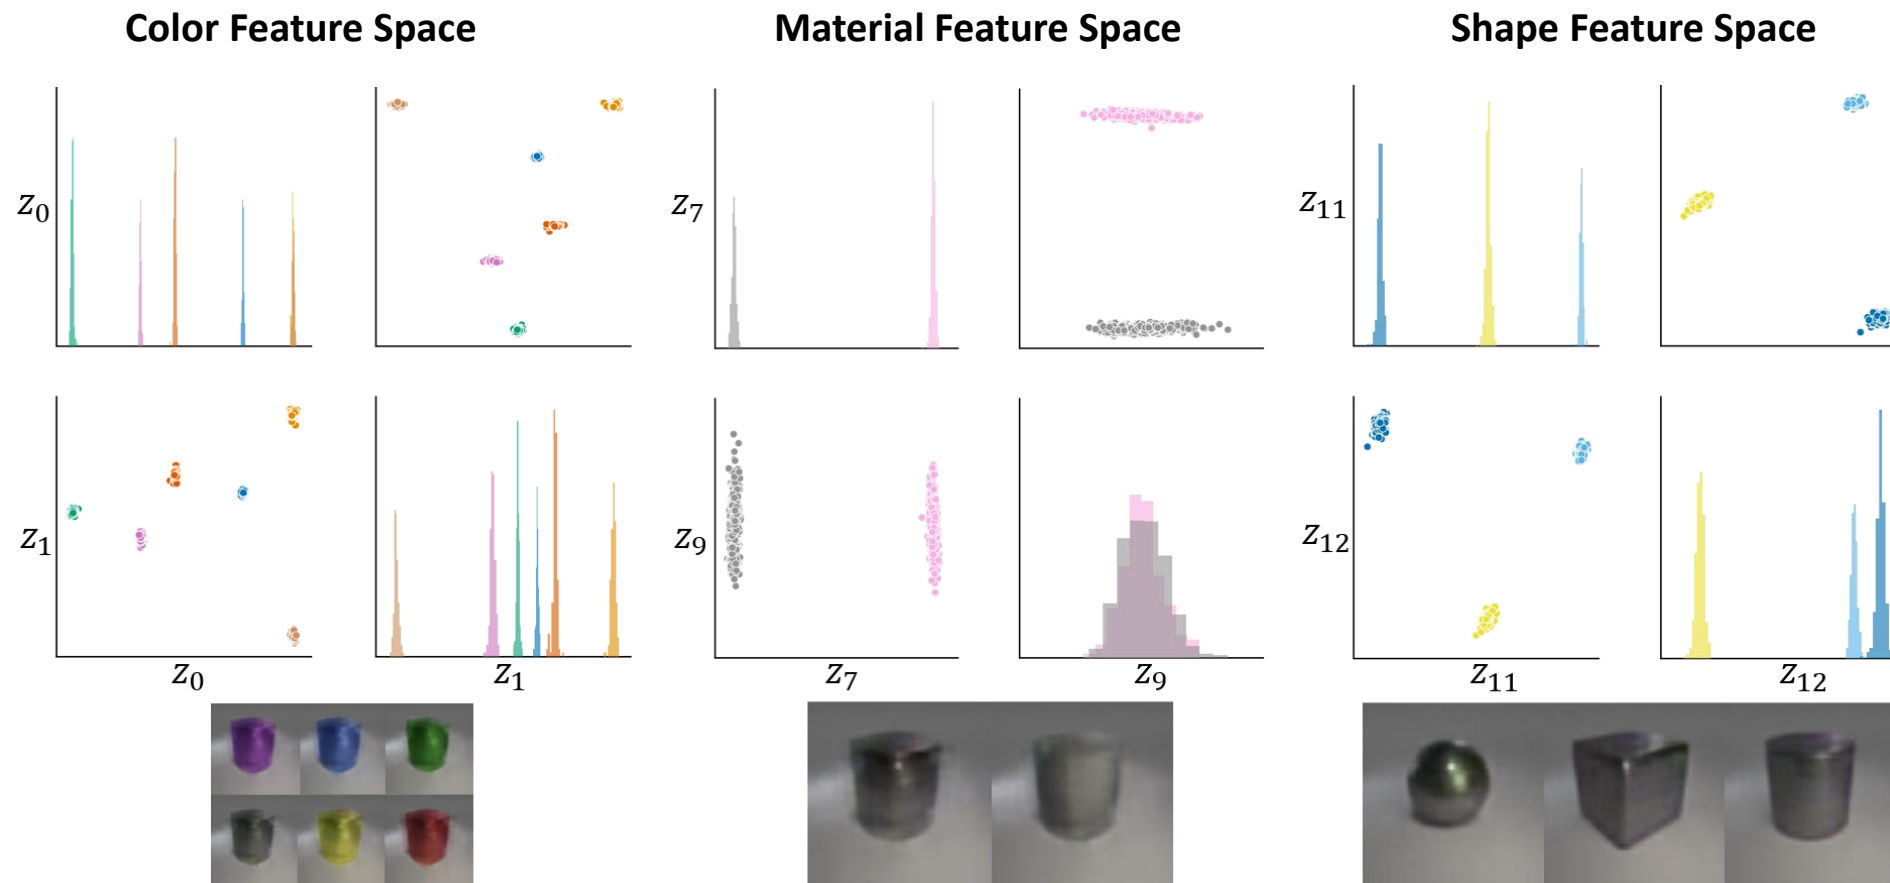 Color Feature Space
Material Feature Space
Shape Feature Space
z0
z7
z11
z1
z9
z12
z0
z1
z7
z9
z11
z12